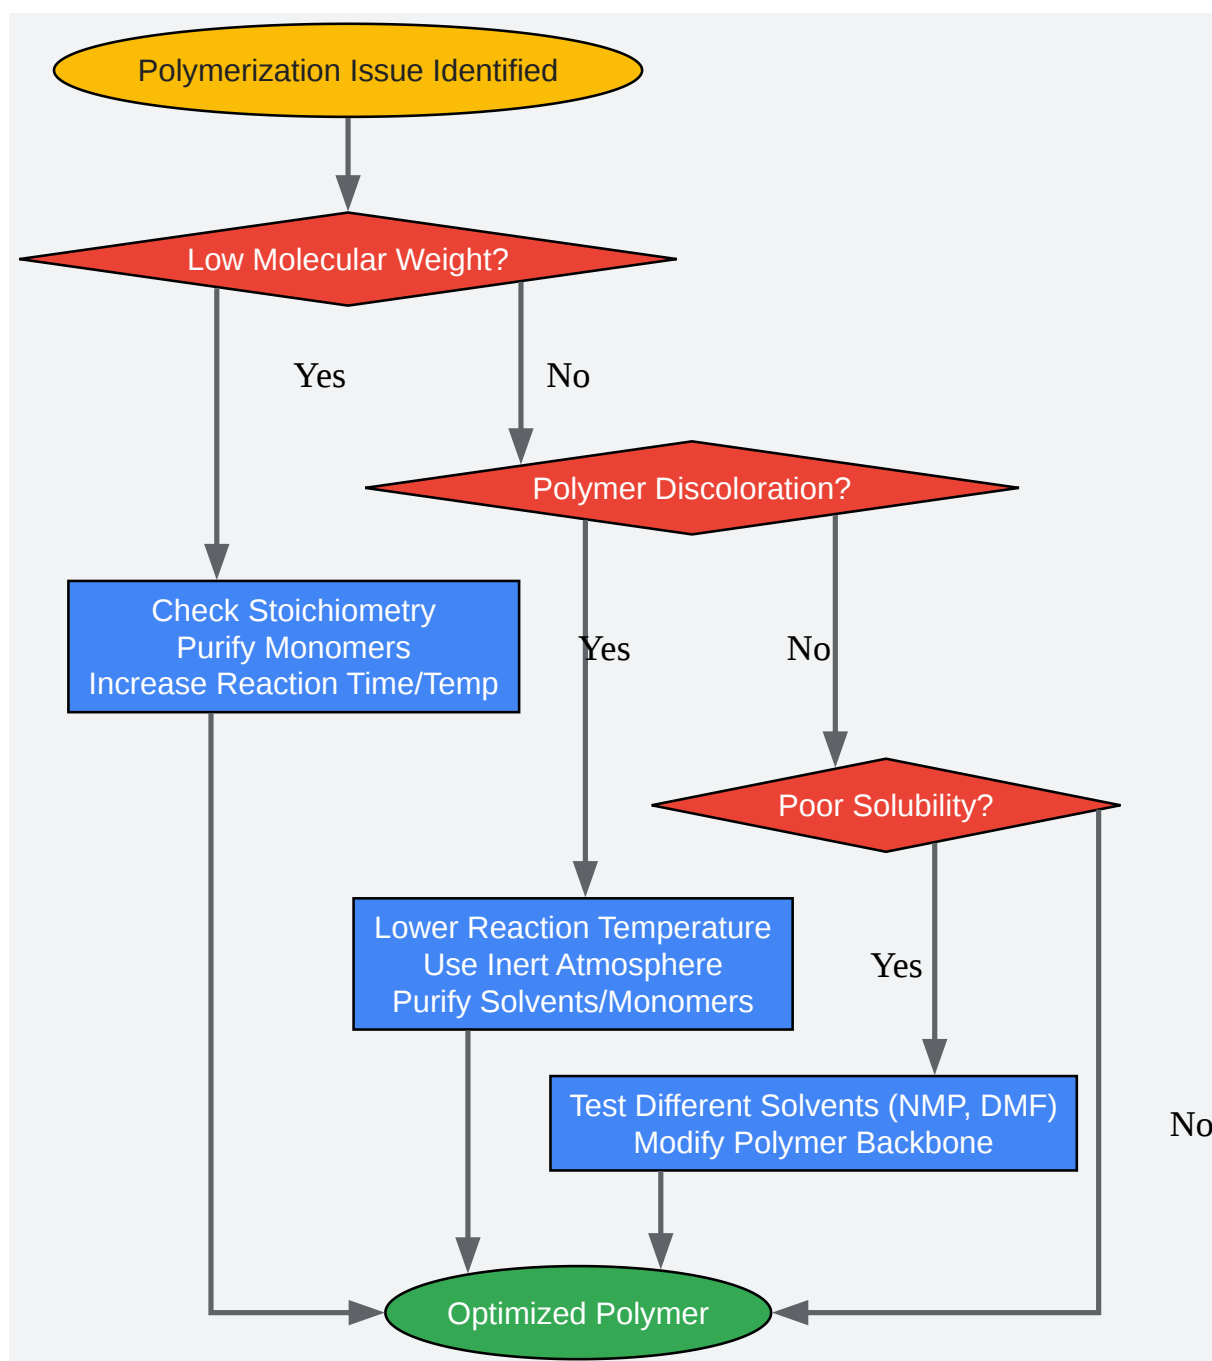 Polymerization Issue Identified
Low Molecular Weight?
Yes
No
Polymer Discoloration?
Check Stoichiometry
Purify Monomers
Increase Reaction Time/Temp
Yes
No
Poor Solubility?
Lower Reaction Temperature
Use Inert Atmosphere
Purify Solvents/Monomers
Yes
Test Different Solvents (NMP, DMF)
Modify Polymer Backbone
No
Optimized Polymer